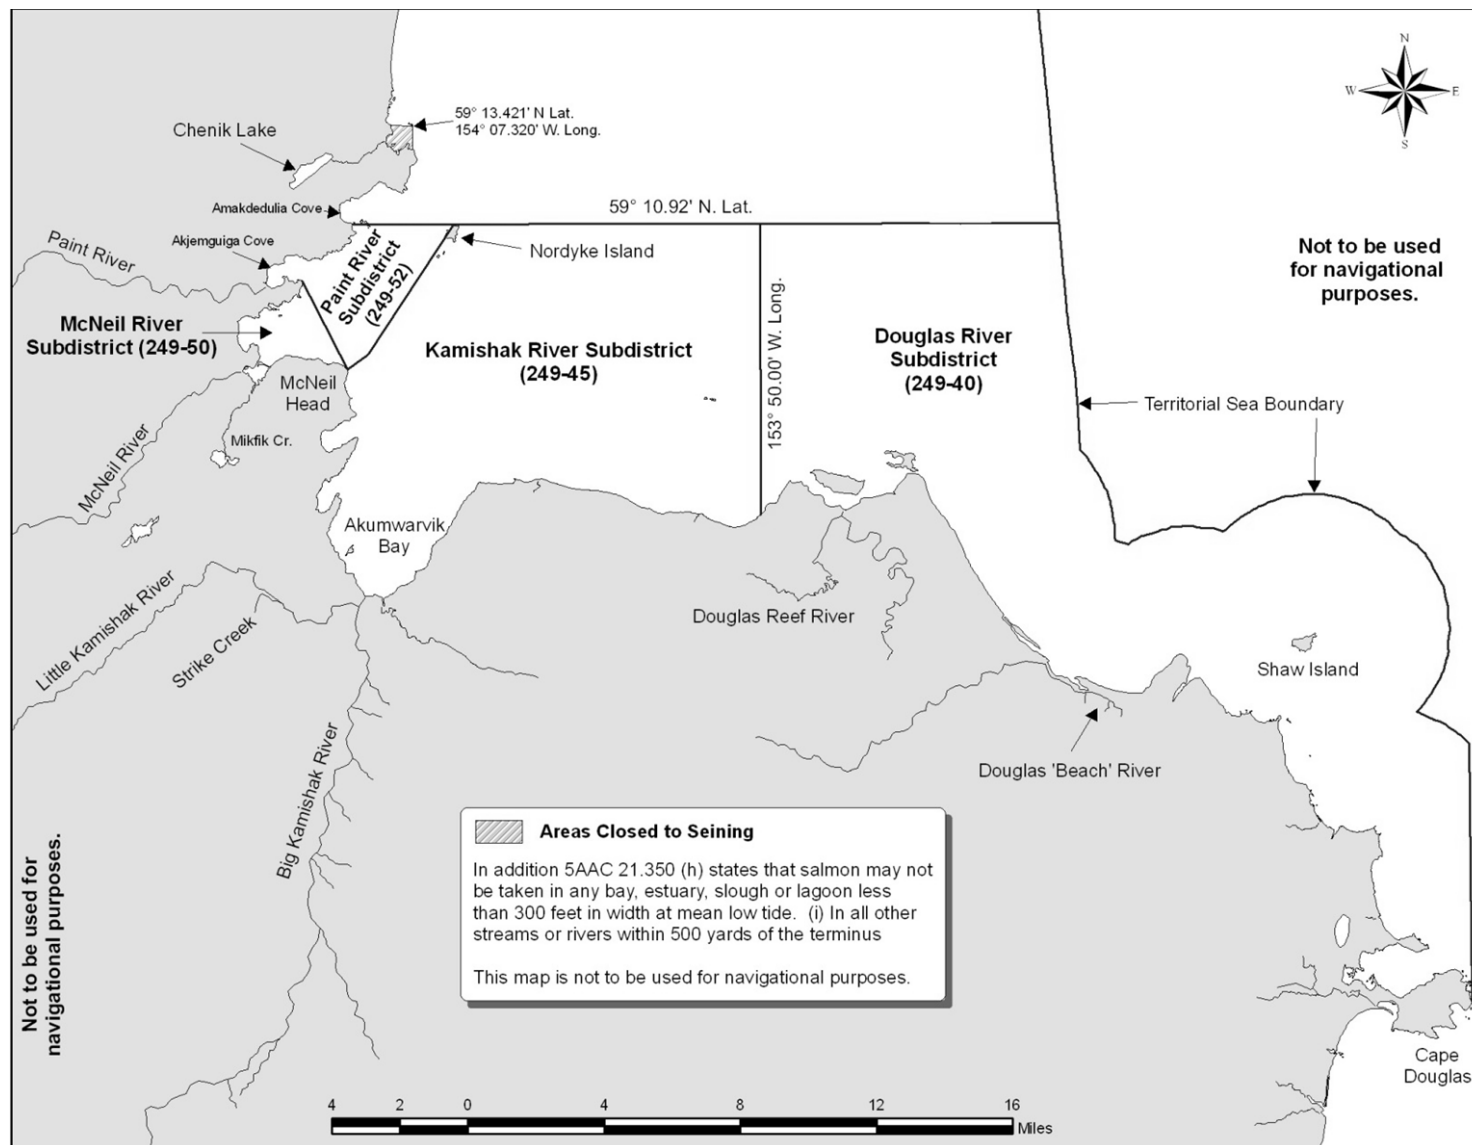 N
W
E
S
59° 13.421' N Lat.
154° 07.320' W. Long.
Chenik Lake
Amakdedulia Cove
59° 10.92' N. Lat.
Akjemguiga Cove
Paint River
Paint River
Subdistrict
(249-52)
Nordyke Island
Not to be used
for navigational
purposes.
McNeil River
Subdistrict (249-50)
Kamishak River Subdistrict
(249-45)
153° 50.00' W. Long.
Douglas River
Subdistrict
(249-40)
Territorial Sea Boundary
McNeil
Head
Mikfik Cr.
McNeil River
Akumwarvik
Bay
Little Kamishak River
Strike Creek
Douglas Reef River
Shaw Island
Douglas 'Beach' River
Big Kamishak River
Not to be used for
navigational purposes.
Areas Closed to Seining
In addition 5AAC 21.350 (h) states that salmon may not
be taken in any bay, estuary, slough or lagoon less
than 300 feet in width at mean low tide. (i) In all other
streams or rivers within 500 yards of the terminus
This map is not to be used for navigational purposes.
Cape
Douglas
4 2 0 4 8 12 16
Miles